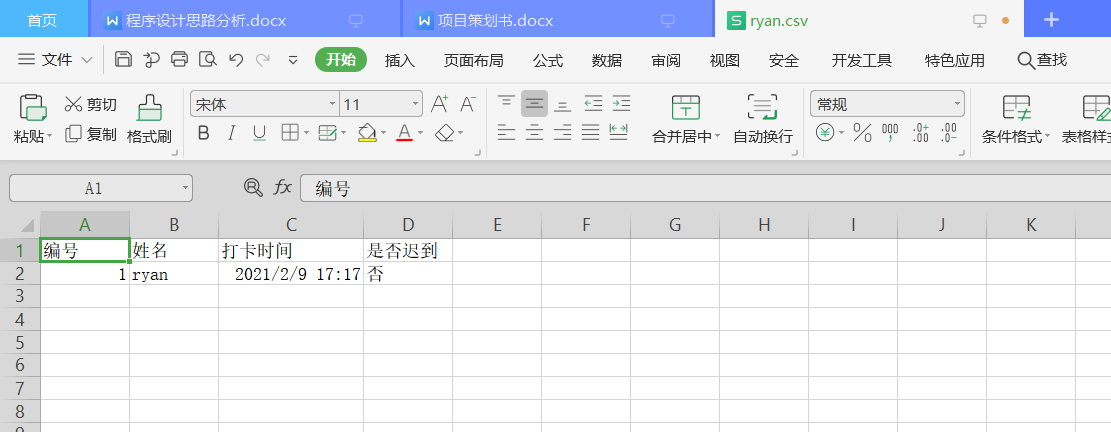 首页 程序设计思路分析.docx 项目策划书.docx ryan.csv
文件 开始 插入 页面布局 公式 数据 审阅 视图 安全 开发工具 特色应用 查找
剪切 宋体 11 A+ A- 常规
粘贴 复制 格式刷 B I U A 合并居中 自动换行 ¥ % 000 条件格式 表格样式
A1 fx 编号
A B C D E F G H I J K
1 编号 姓名 打卡时间 是否迟到
2 1 ryan 2021/2/9 17:17 否
3
4
5
6
7
8
9